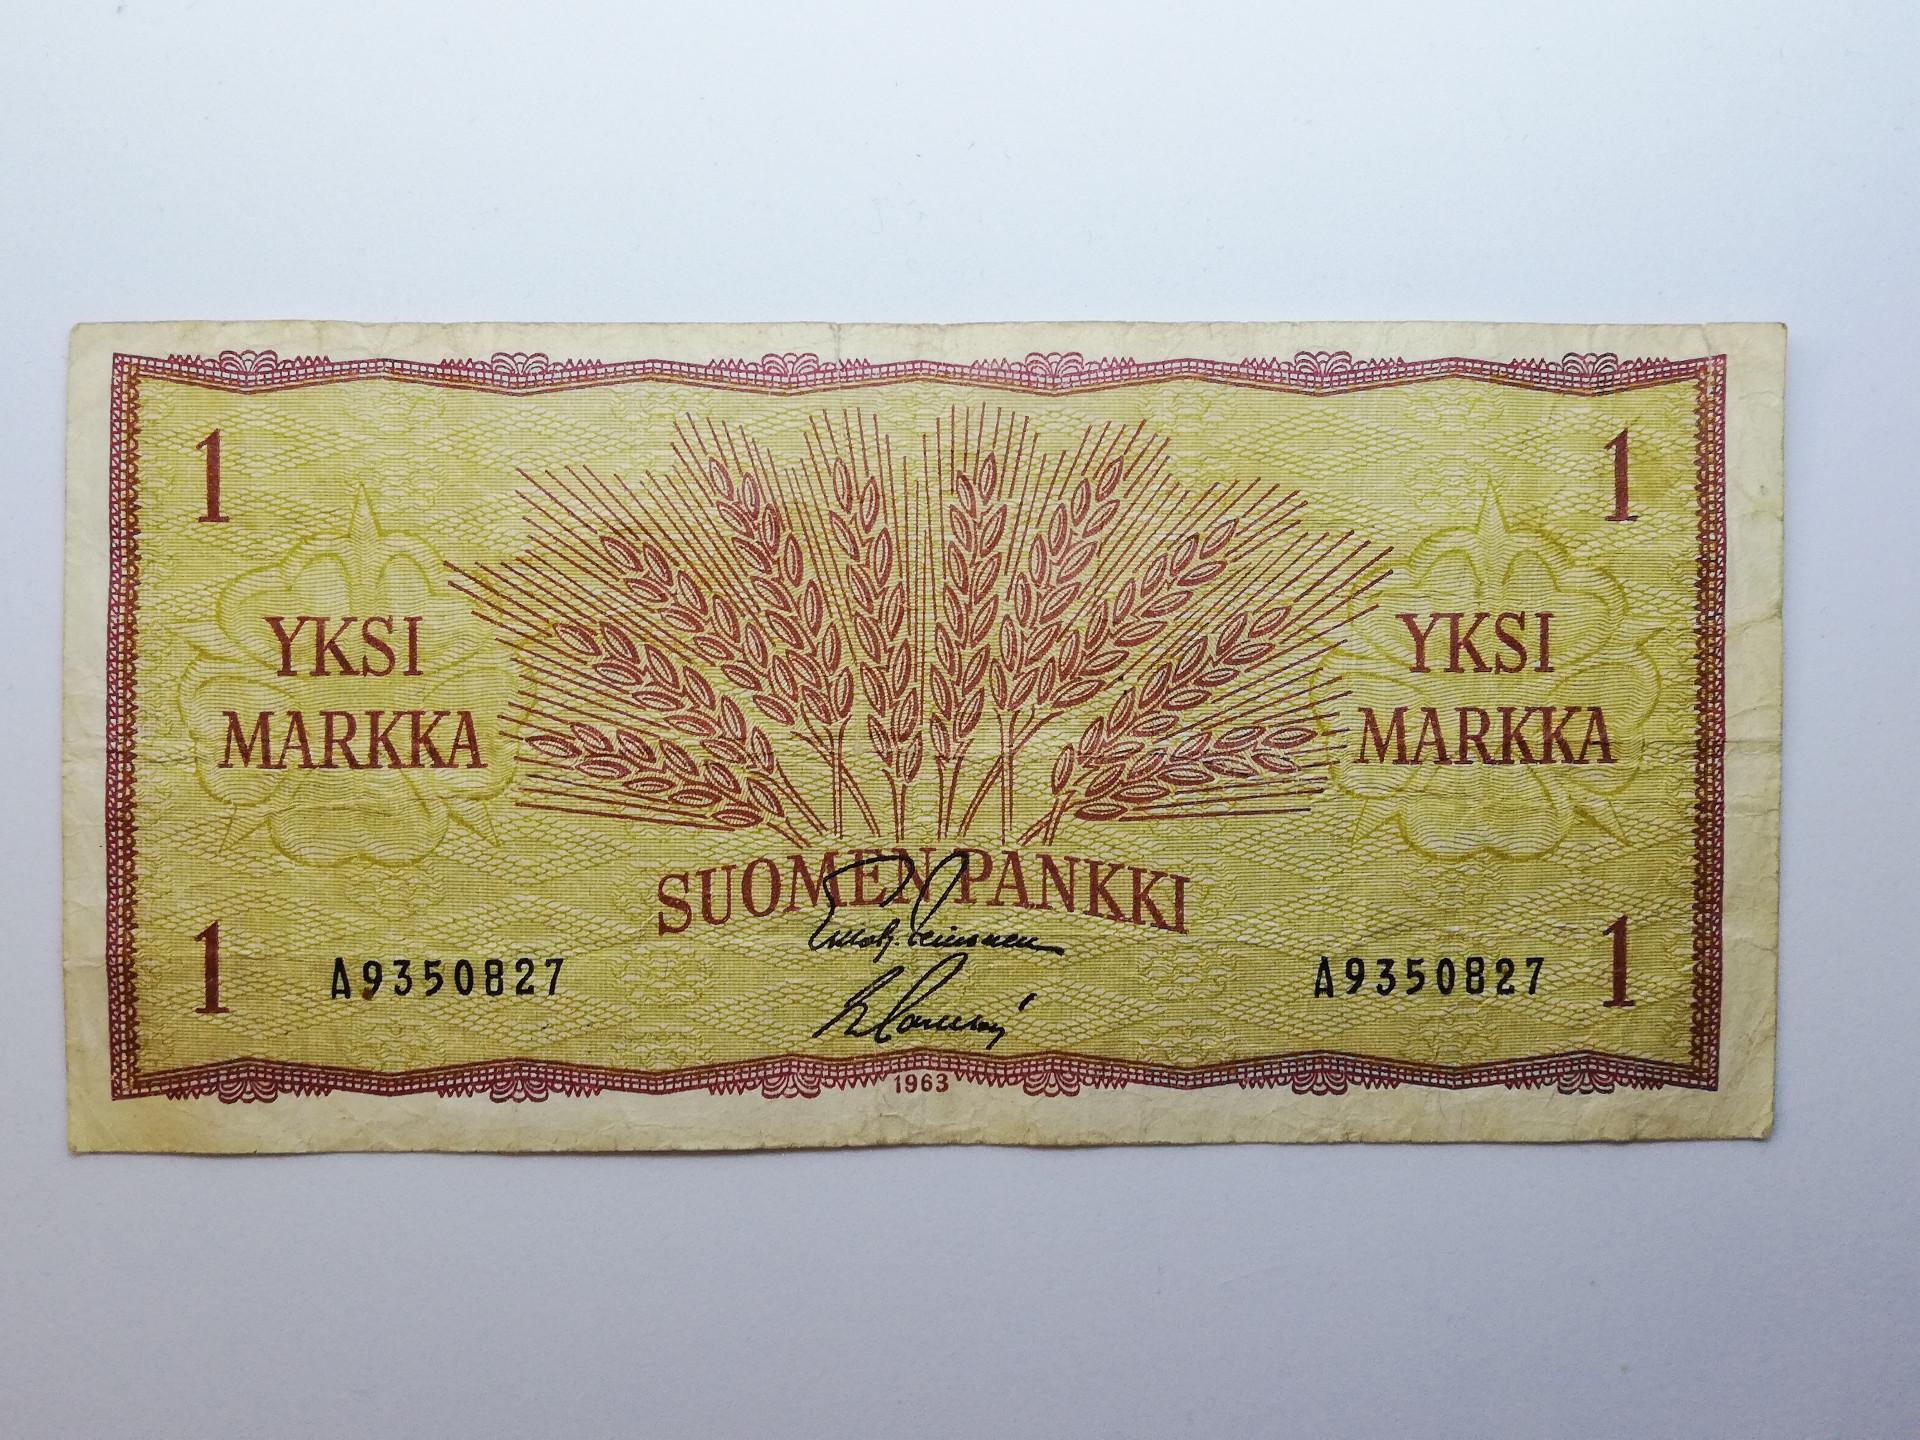 1 1
YKSI MARKKA
YKSI MARKKA
SUOMEN PANKKI
A9350827 A9350827
1 1
1963